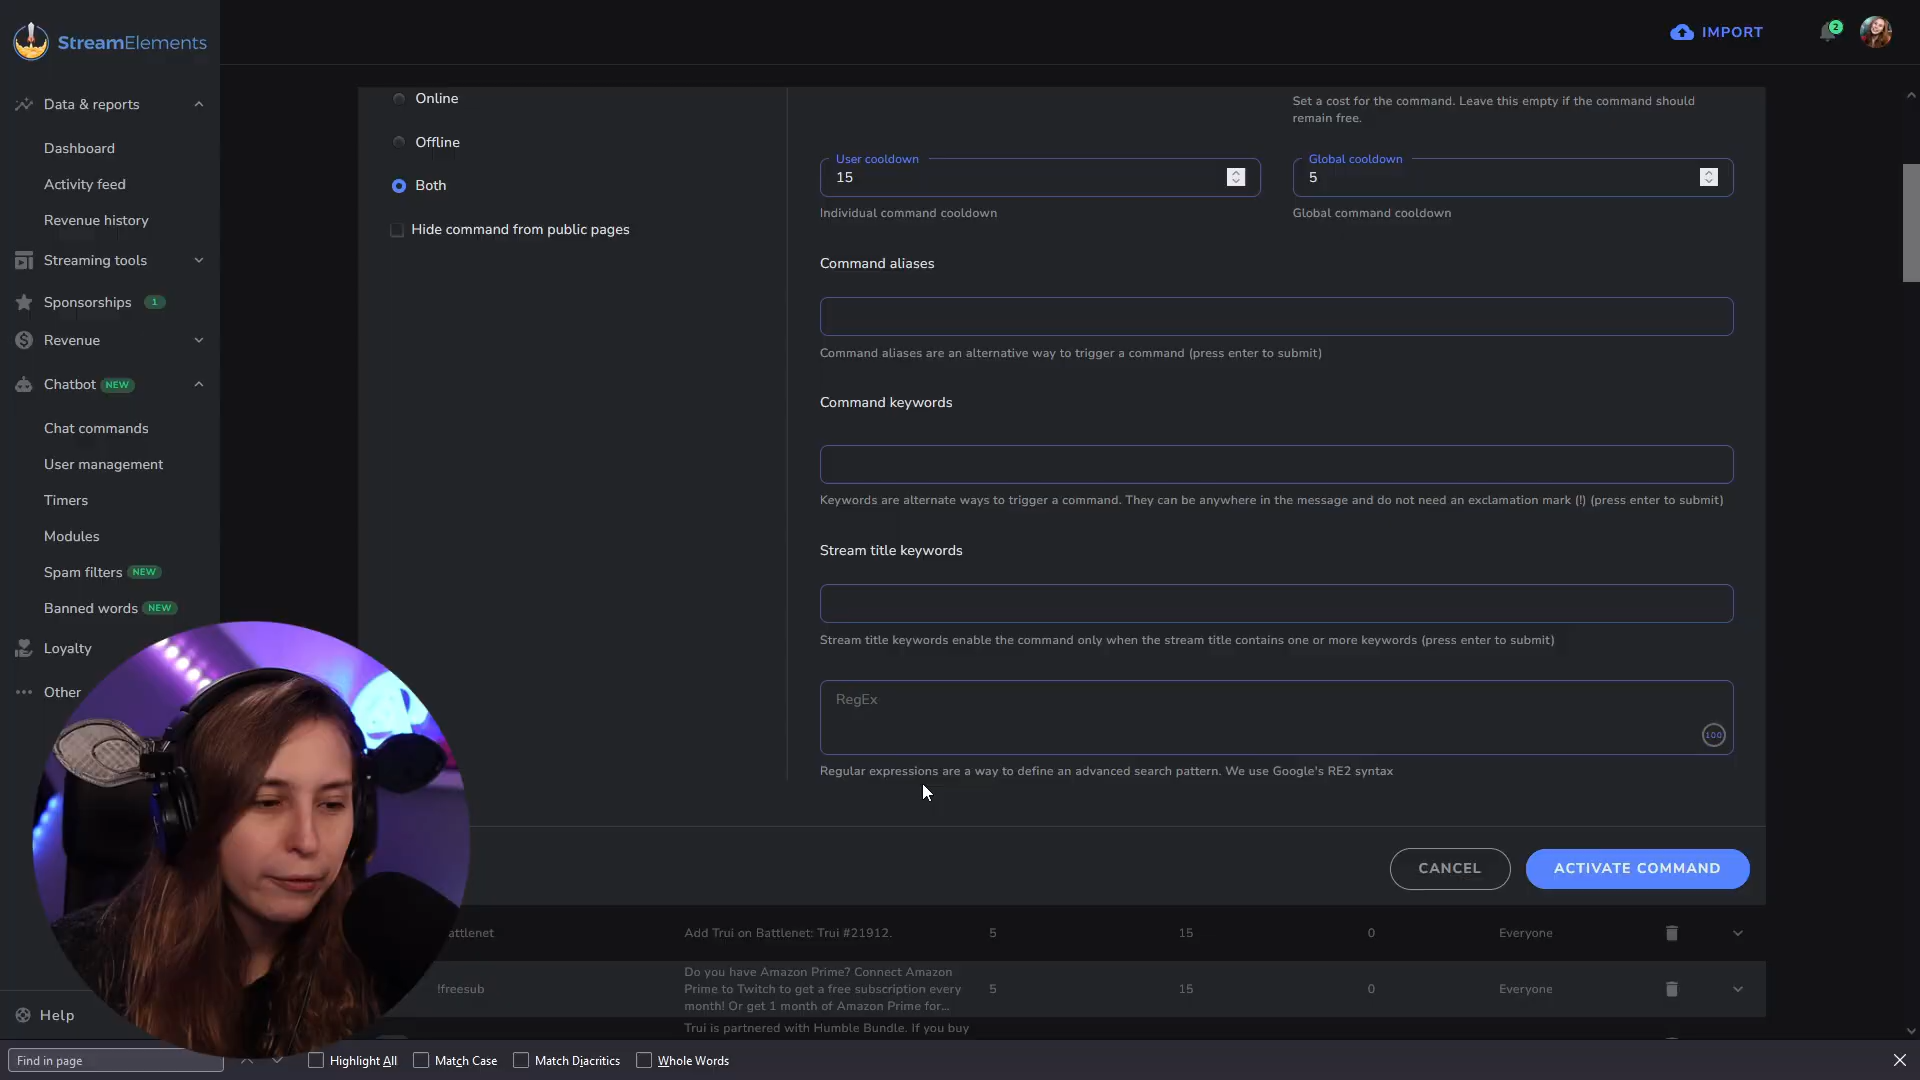 StreamElements
IMPORT
2
Data & reports
Dashboard
Activity feed
Revenue history
Streaming tools
Sponsorships 1
Revenue
Chatbot NEW
Chat commands
User management
Timers
Modules
Spam filters NEW
Banned words NEW
Loyalty
Other
Help
Online
Offline
Both
Hide command from public pages
Set a cost for the command. Leave this empty if the command should
remain free.
User cooldown
15
Individual command cooldown
Global cooldown
5
Global command cooldown
Command aliases
Command aliases are an alternative way to trigger a command (press enter to submit)
Command keywords
Keywords are alternate ways to trigger a command. They can be anywhere in the message and do not need an exclamation mark (!) (press enter to submit)
Stream title keywords
Stream title keywords enable the command only when the stream title contains one or more keywords (press enter to submit)
RegEx
100
Regular expressions are a way to define an advanced search pattern. We use Google's RE2 syntax
CANCEL
ACTIVATE COMMAND
attlenet
Add Trui on Battlenet: Trui #21912.
5
15
0
Everyone
!freesub
Do you have Amazon Prime? Connect Amazon
Prime to Twitch to get a free subscription every
month! Or get 1 month of Amazon Prime for...
5
15
0
Everyone
Trui is partnered with Humble Bundle. If you buy
Find in page
Highlight All
Match Case
Match Diacritics
Whole Words